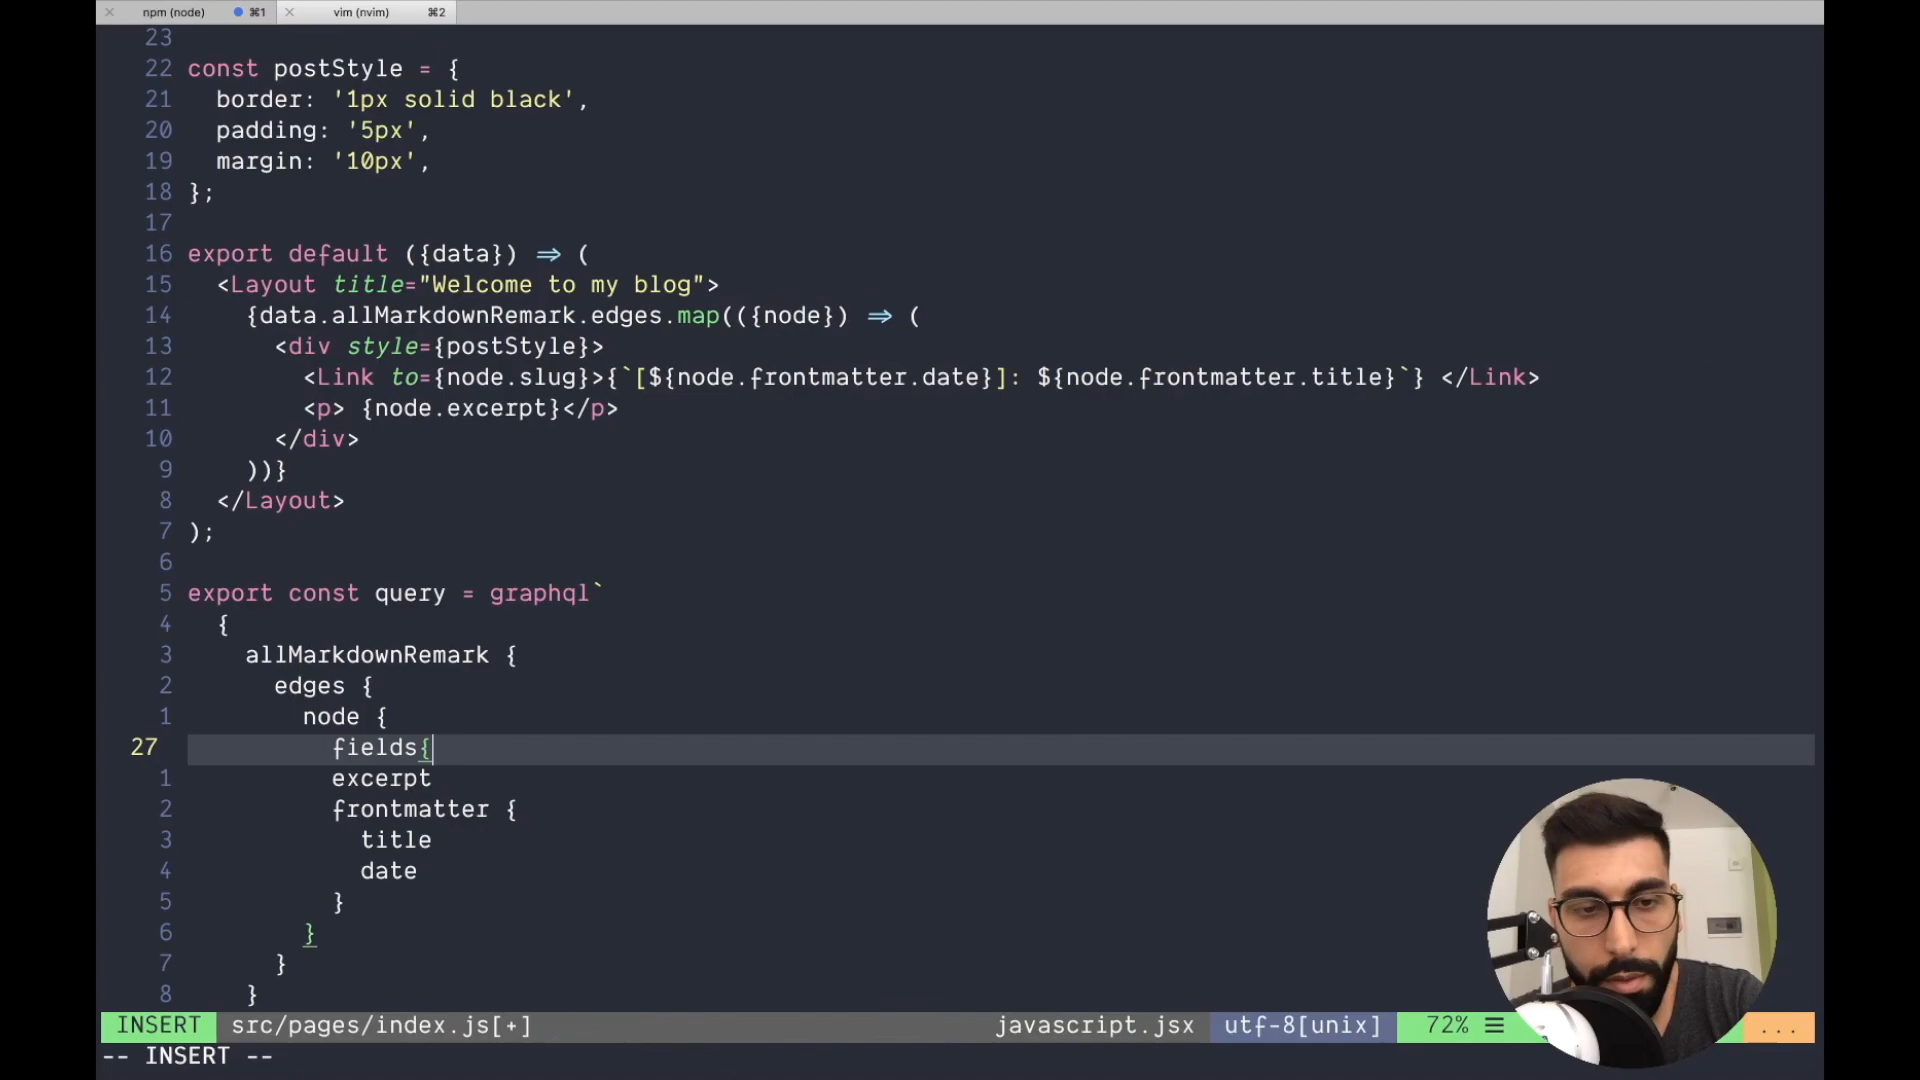 npm (node) ⌘1 vim (nvim) ⌘2
23
22 const postStyle = {
21 border: '1px solid black',
20 padding: '5px',
19 margin: '10px',
18 };
17
16 export default ({data}) => (
15 <Layout title="Welcome to my blog">
14 {data.allMarkdownRemark.edges.map(({node}) => (
13 <div style={postStyle}>
12 <Link to={node.slug}>{`[${node.frontmatter.date}]: ${node.frontmatter.title}`} </Link>
11 <p> {node.excerpt}</p>
10 </div>
9 ))}
8 </Layout>
7 );
6
5 export const query = graphql`
4 {
3 allMarkdownRemark {
2 edges {
1 node {
27 fields{
1 excerpt
2 frontmatter {
3 title
4 date
5 }
6 }
7 }
8 }
INSERT src/pages/index.js[+] javascript.jsx utf-8[unix] 72% ☰ ...
-- INSERT --